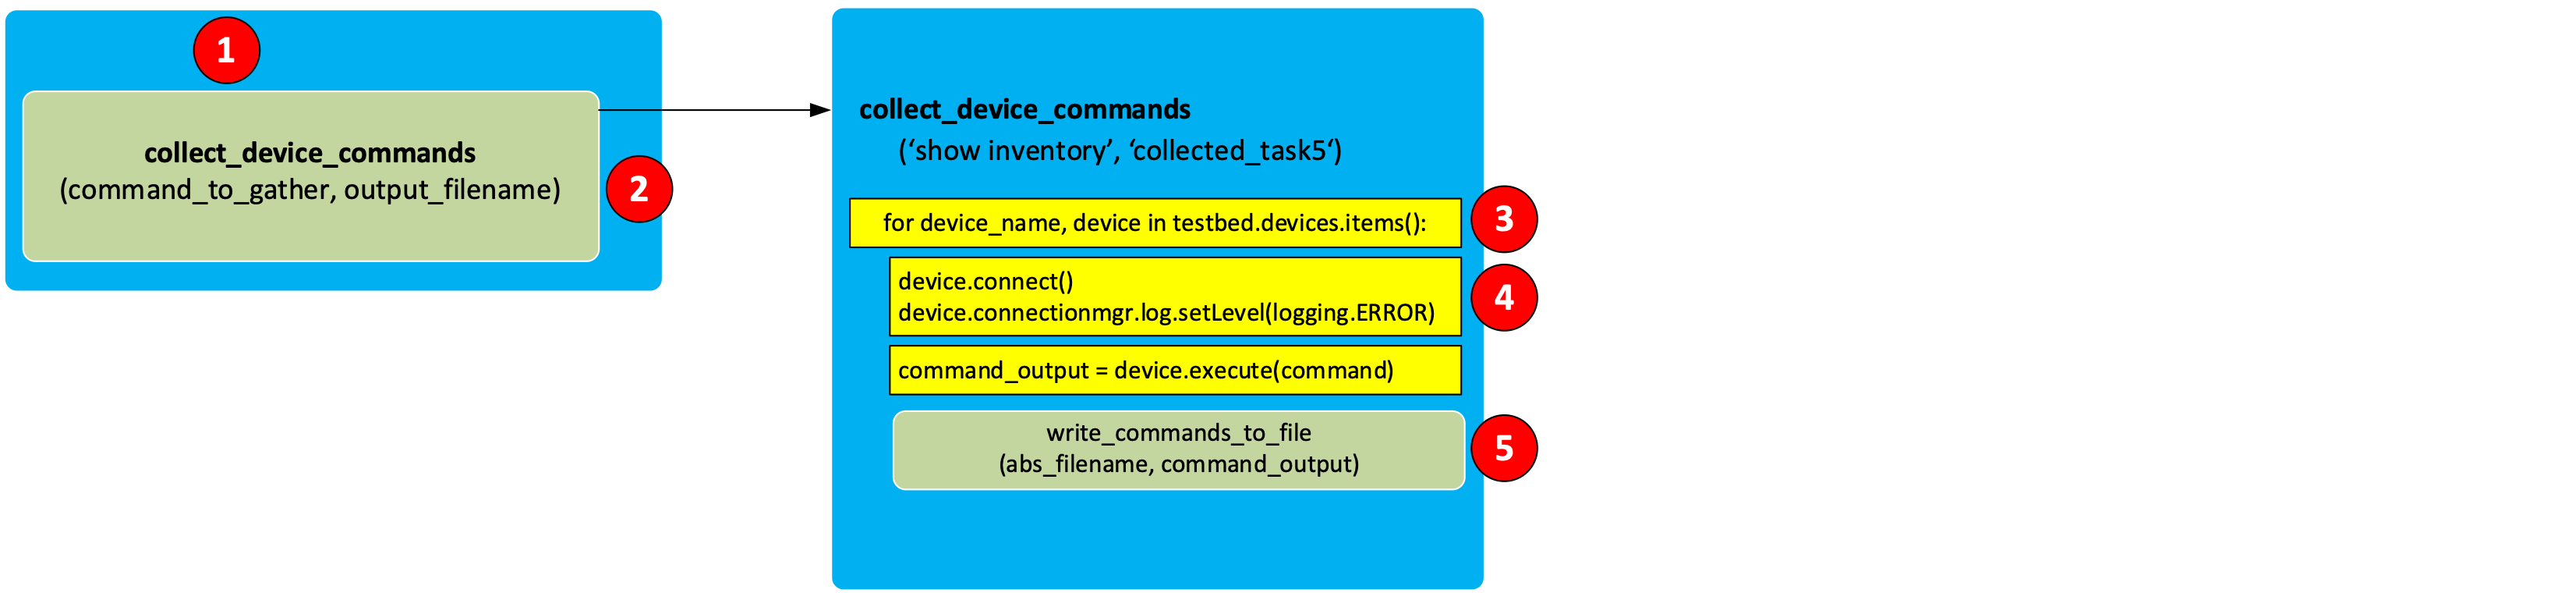 1
collect_device_commands
(command_to_gather, output_filename)
2
collect_device_commands
(‘show inventory’, ‘collected_task5‘)
for device_name, device in testbed.devices.items():
3
device.connect()
device.connectionmgr.log.setLevel(logging.ERROR)
4
command_output = device.execute(command)
write_commands_to_file
(abs_filename, command_output)
5